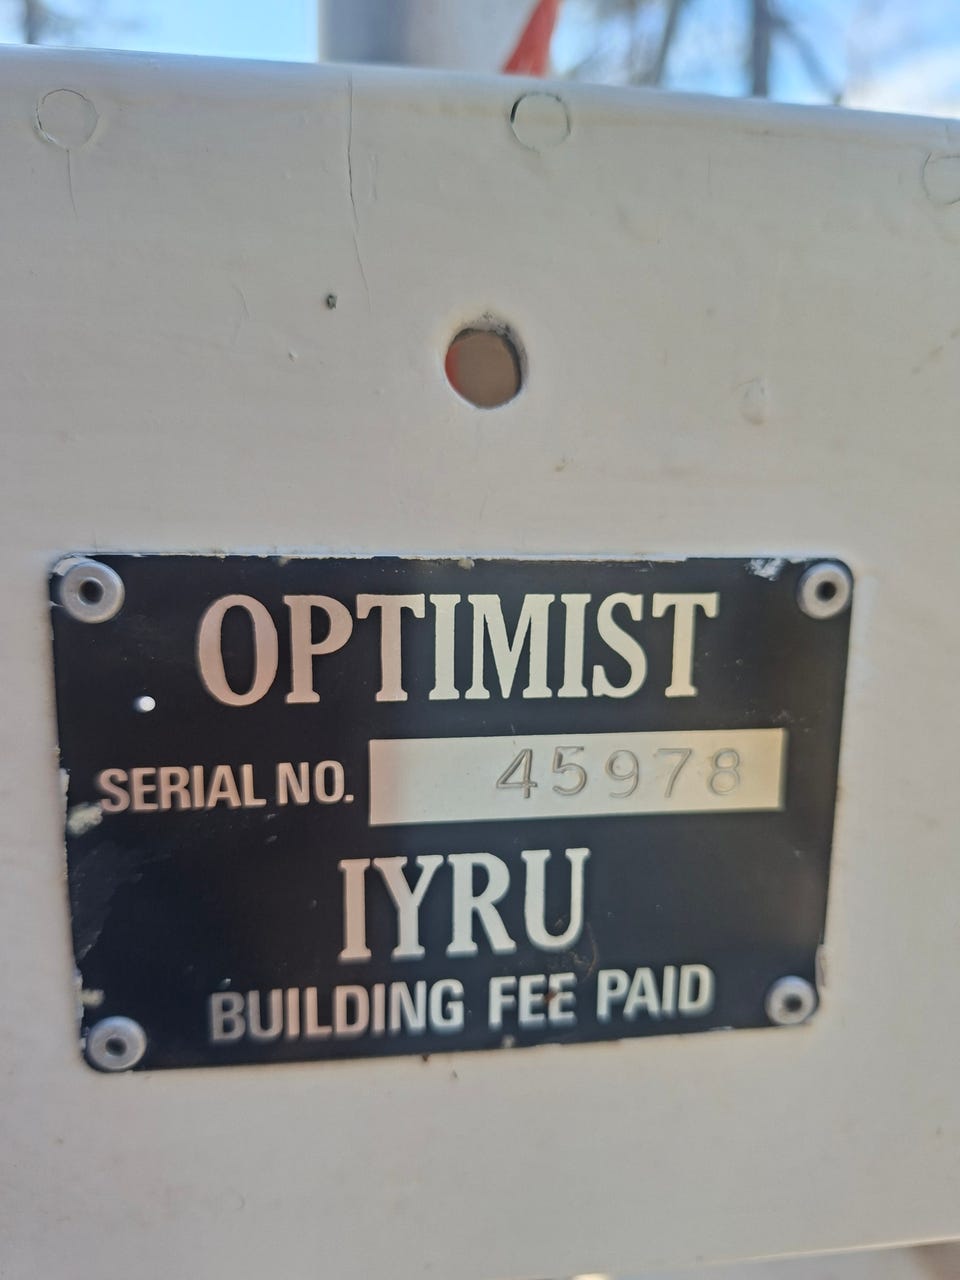 OPTIMIST
SERIAL NO. 45978
IYRU
BUILDING FEE PAID